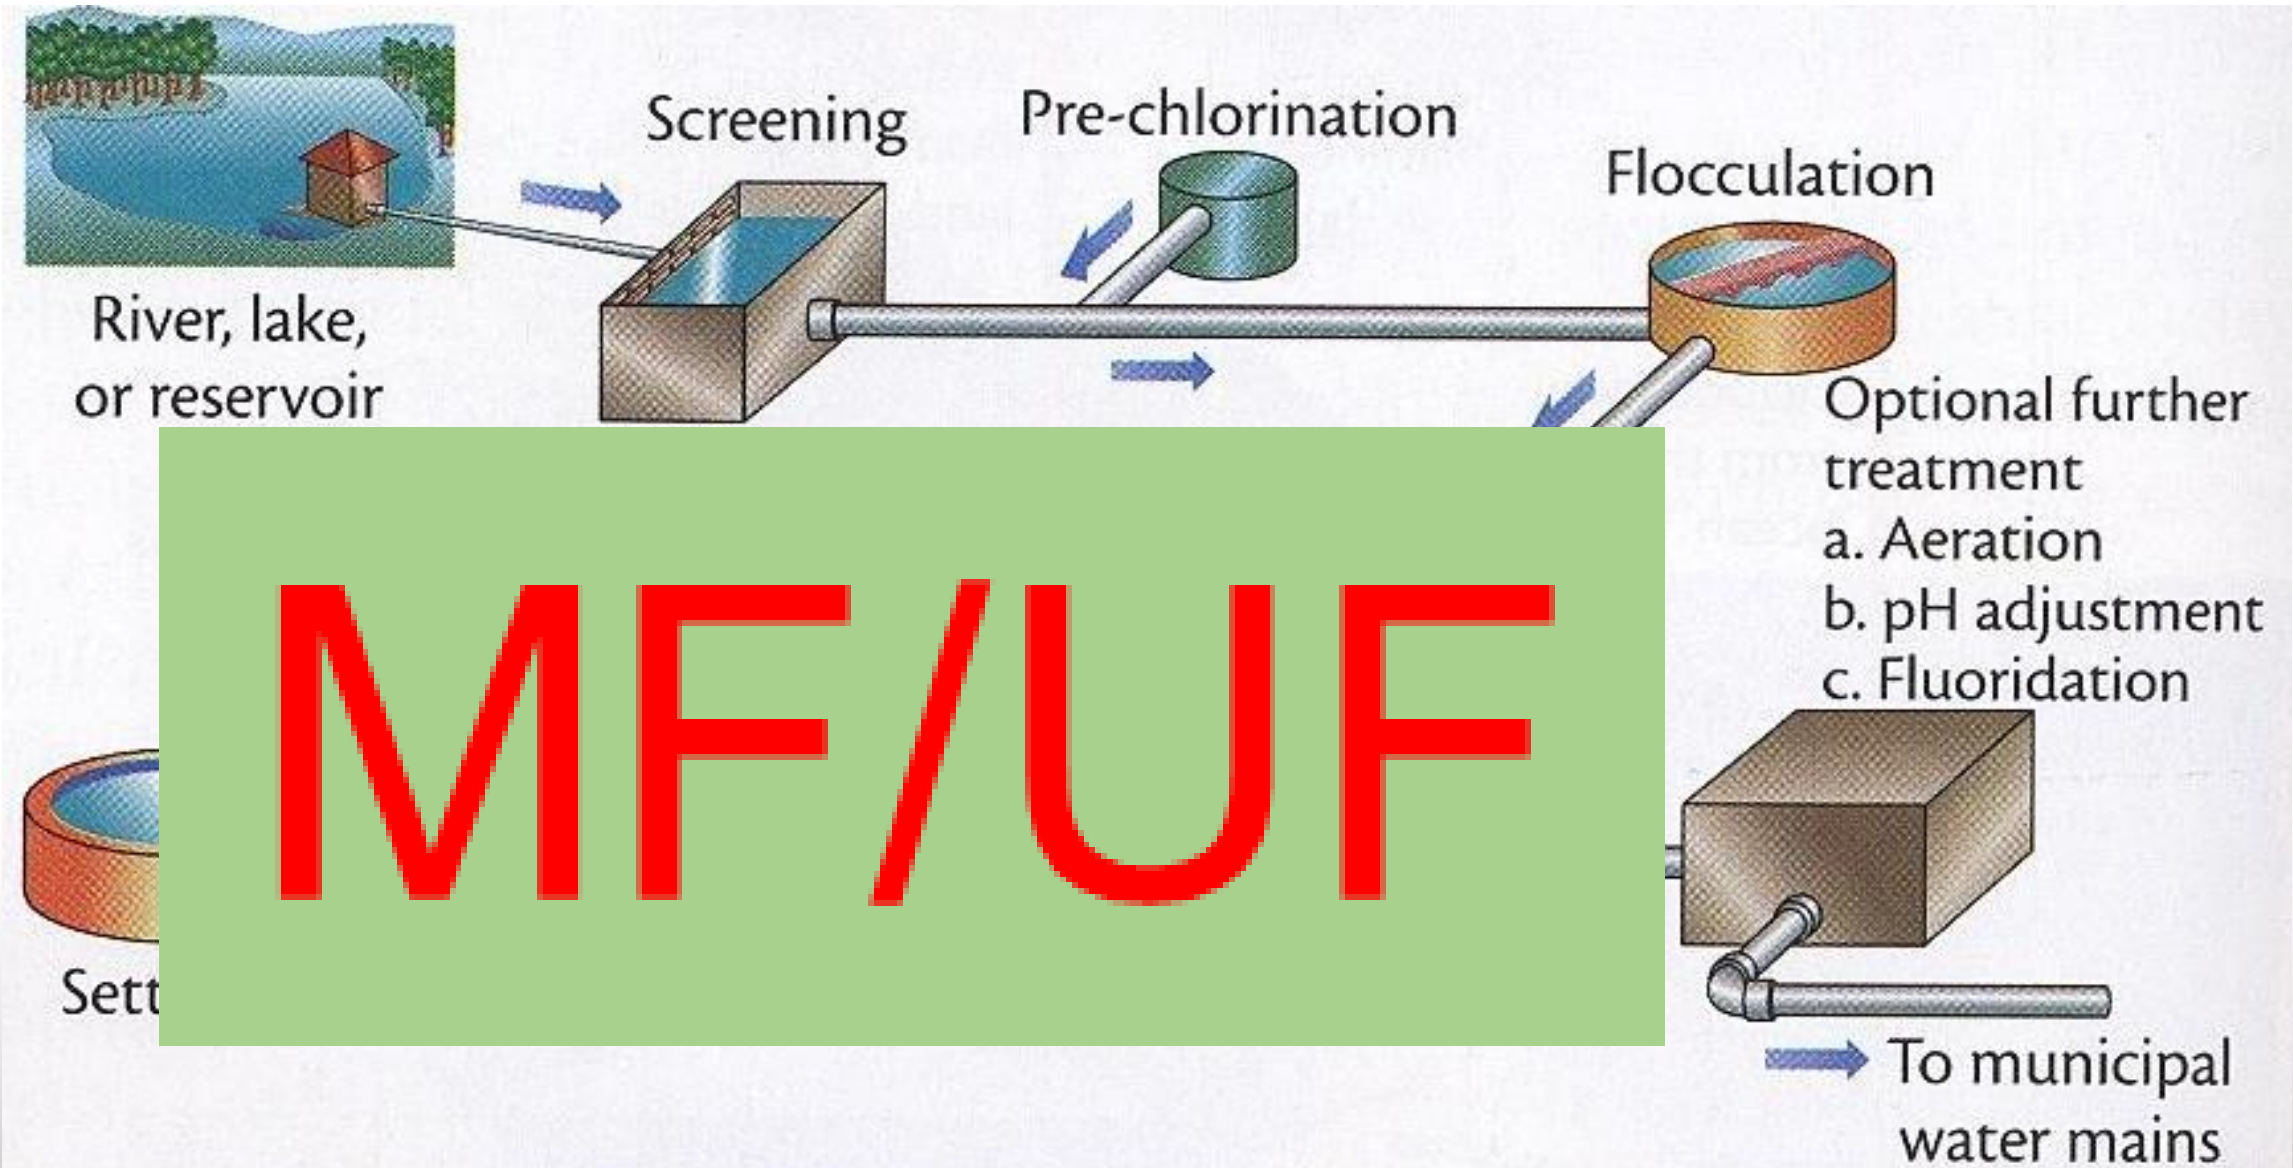 Screening
Pre-chlorination
Flocculation
River, lake,
or reservoir
Optional further
treatment
a. Aeration
b. pH adjustment
c. Fluoridation
MF/UF
To municipal
water mains